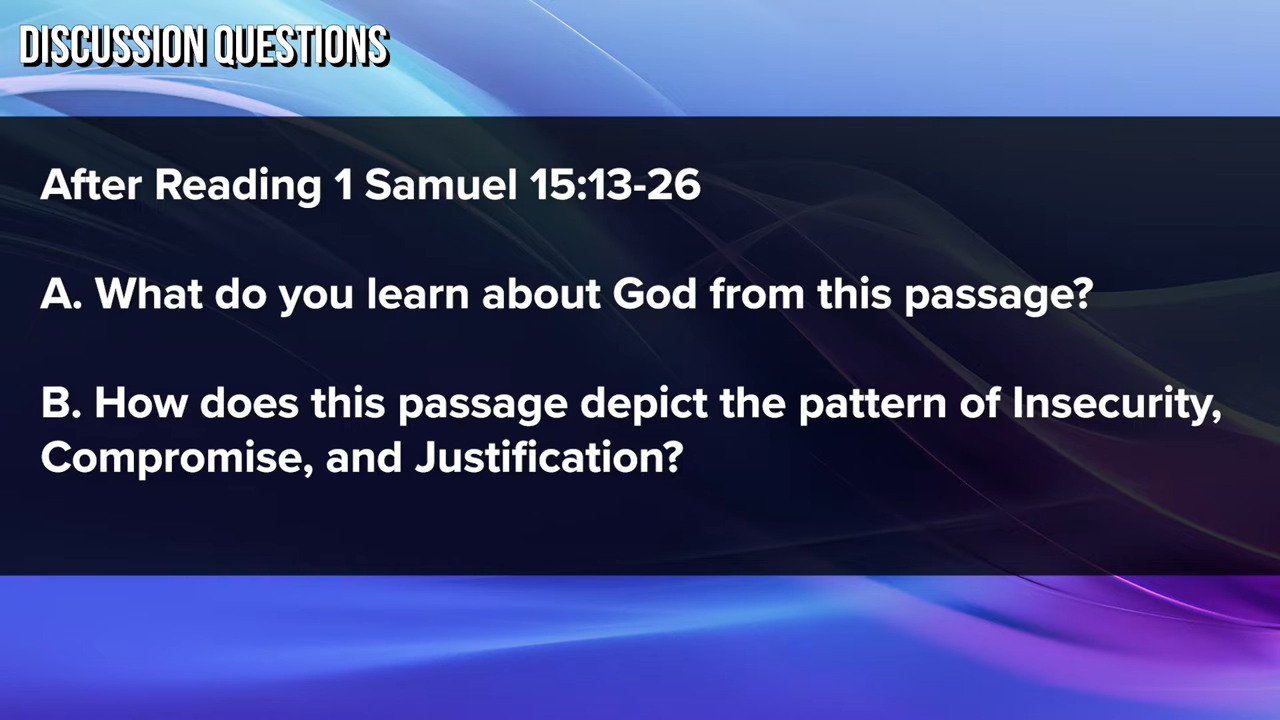 DISCUSSION QUESTIONS
After Reading 1 Samuel 15:13-26
A. What do you learn about God from this passage?
B. How does this passage depict the pattern of Insecurity,
Compromise, and Justification?